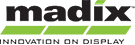 madix
INNOVATION ON DISPLAY